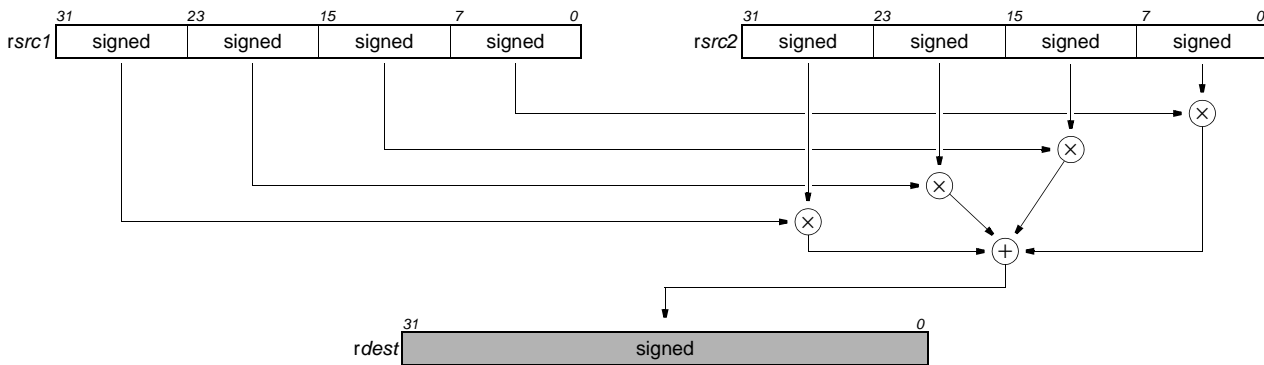 31 23 15 7 0 31 23 15 7 0
rsrc1 signed signed signed signed rsrc2 signed signed signed signed
×
×
×
×
+
31 0
rdest signed